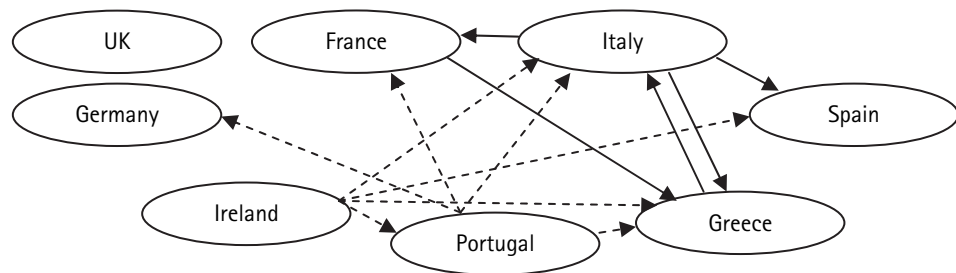 UK
France
Italy
Germany
Spain
Ireland
Portugal
Greece